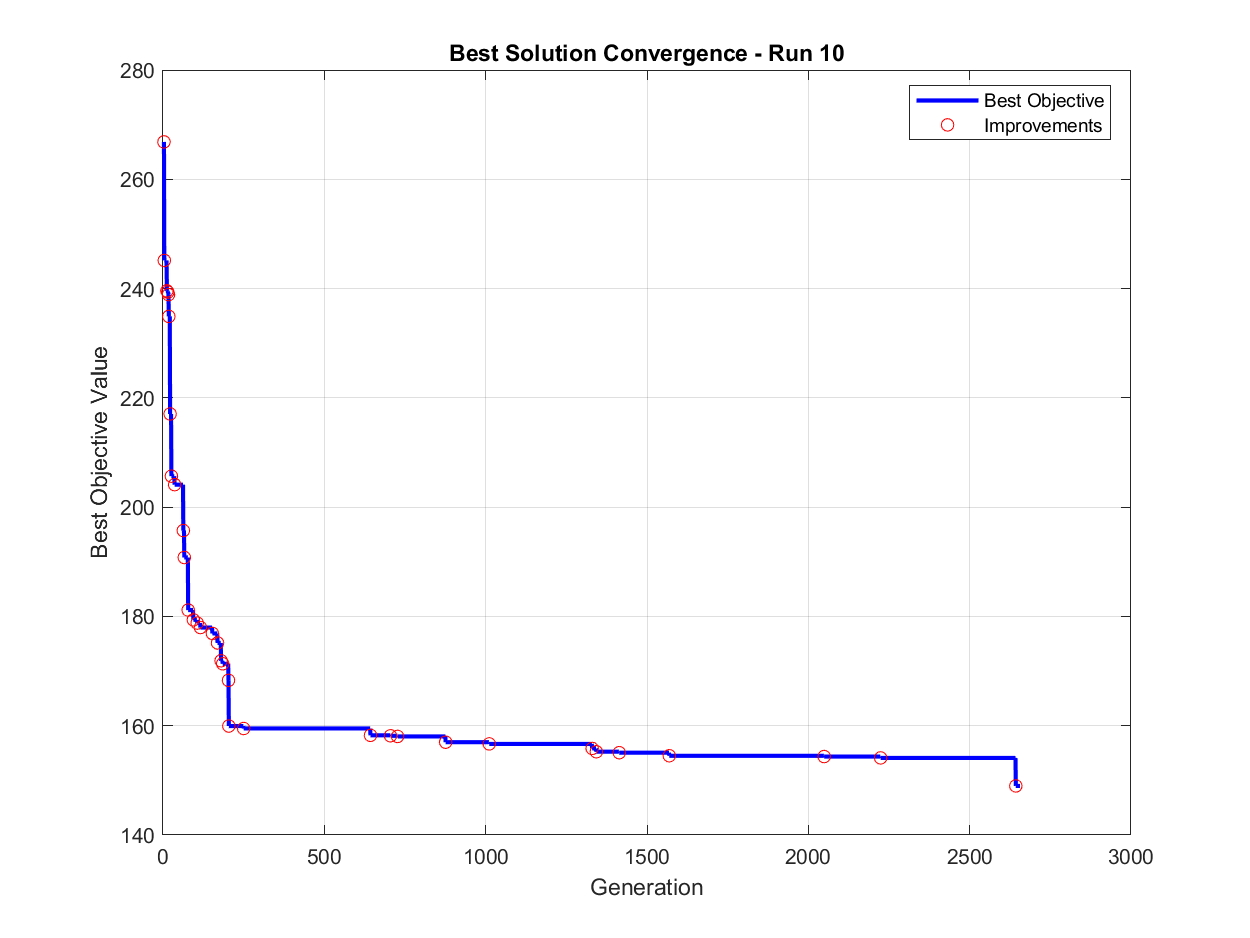 Best Solution Convergence - Run 10
280
260
240
220
200
180
160
140
Best Objective Value
Best Objective
Improvements
0 500 1000 1500 2000 2500 3000
Generation